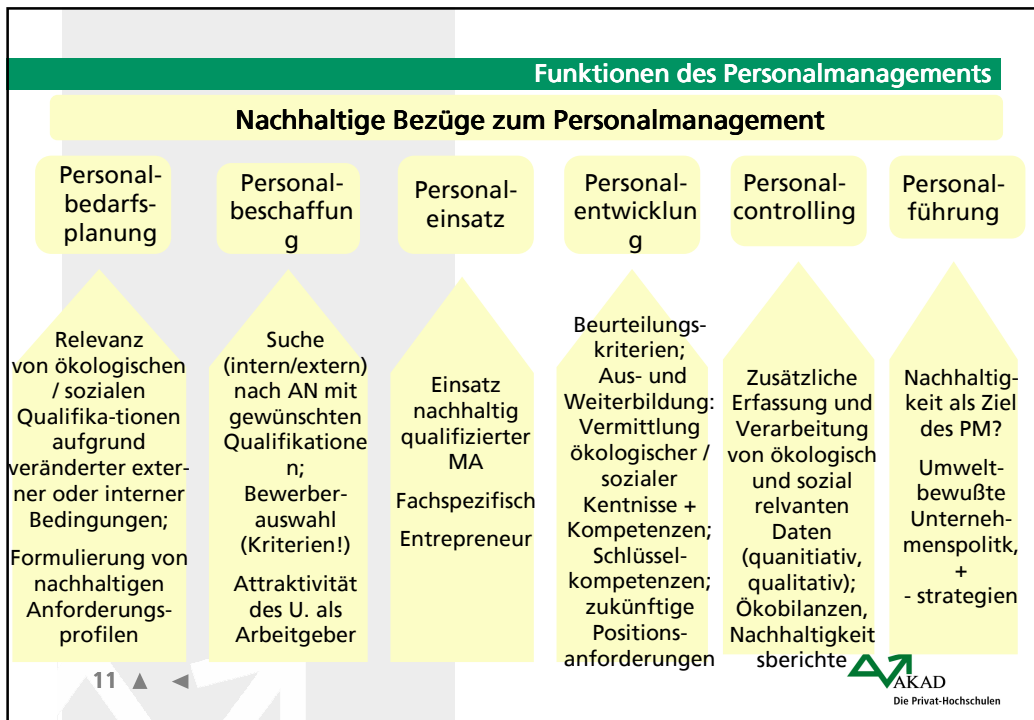 Funktionen des Personalmanagements
Nachhaltige Bezüge zum Personalmanagement
Personal-
bedarfs-
planung
Personal-
beschaffun
g
Personal-
einsatz
Personal-
entwicklun
g
Personal-
controlling
Personal-
führung
Relevanz
von ökologischen
/ sozialen
Qualifika-tionen
aufgrund
veränderter exter-
ner oder interner
Bedingungen;
Formulierung von
nachhaltigen
Anforderungs-
profilen
Suche
(intern/extern)
nach AN mit
gewünschten
Qualifikatione
n;
Bewerber-
auswahl
(Kriterien!)
Attraktivität
des U. als
Arbeitgeber
Einsatz
nachhaltig
qualifizierter
MA
Fachspezifisch
Entrepreneur
Beurteilungs-
kriterien;
Aus- und
Weiterbildung:
Vermittlung
ökologischer /
sozialer
Kentnisse +
Kompetenzen;
Schlüssel-
kompetenzen;
zukünftige
Positions-
anforderungen
Zusätzliche
Erfassung und
Verarbeitung
von ökologisch
und sozial
relvanten
Daten
(quanitiativ,
qualitativ);
Ökobilanzen,
Nachhaltigkeit
sberichte
Nachhaltig-
keit als Ziel
des PM?
Umwelt-
bewußte
Unterneh-
menspolitk,
+
- strategien
11
AKAD
Die Privat-Hochschulen